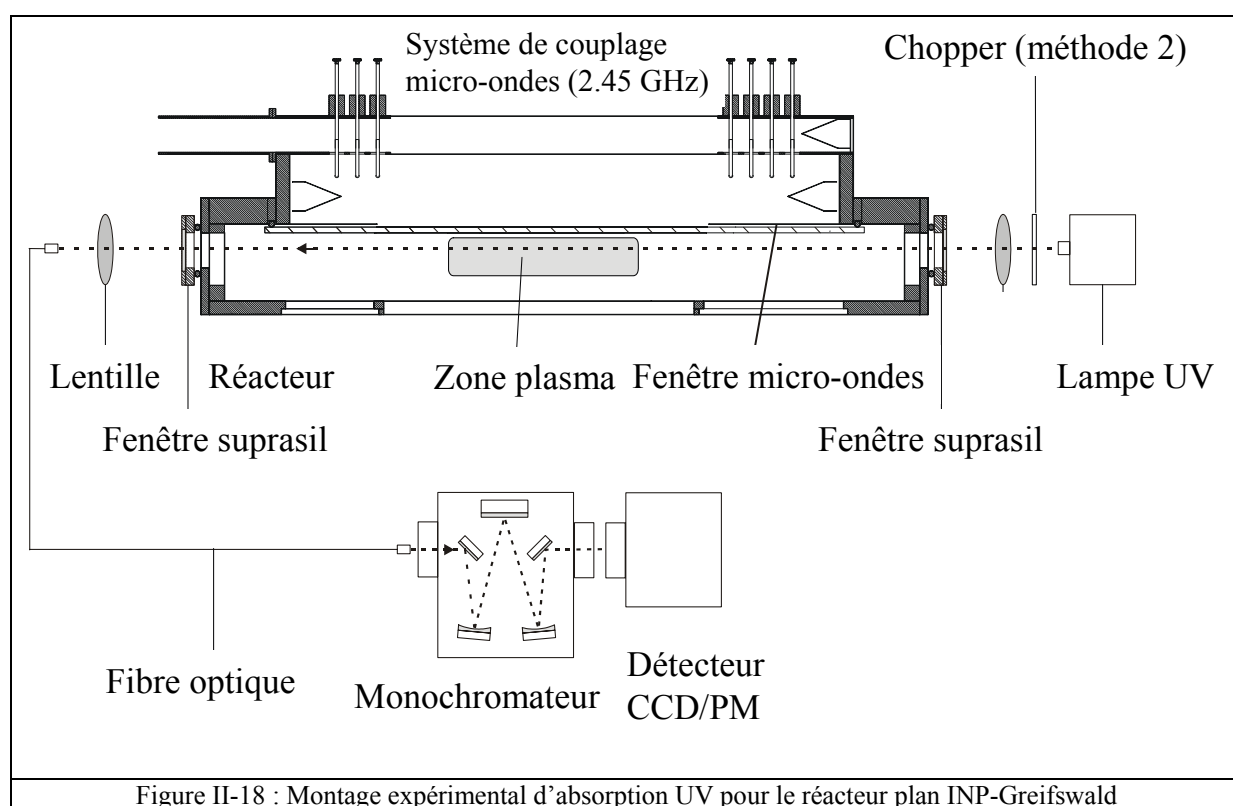 Système de couplage
micro-ondes (2.45 GHz)
Chopper (méthode 2)
Lentille
Réacteur
Zone plasma
Fenêtre micro-ondes
Lampe UV
Fenêtre suprasil
Fenêtre suprasil
Fibre optique
Monochromateur
Détecteur
CCD/PM
Figure II-18 : Montage expérimental d’absorption UV pour le réacteur plan INP-Greifswald